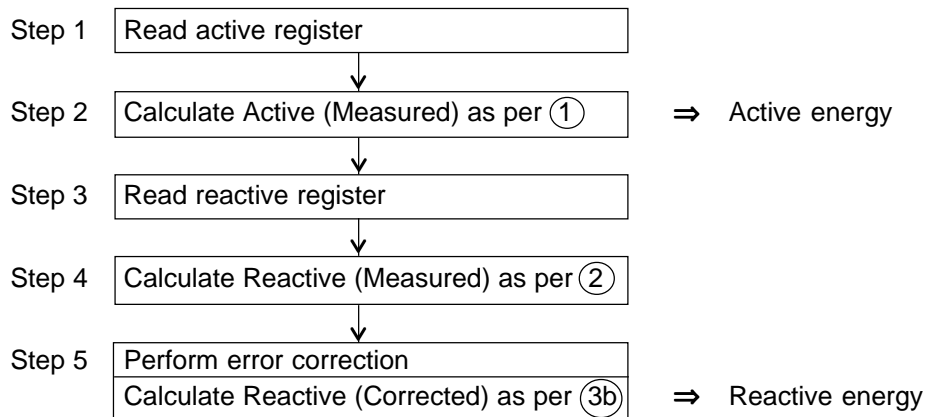 Step 1 Read active register
Step 2 Calculate Active (Measured) as per 1 ⇒ Active energy
Step 3 Read reactive register
Step 4 Calculate Reactive (Measured) as per 2
Step 5 Perform error correction
Calculate Reactive (Corrected) as per 3b ⇒ Reactive energy